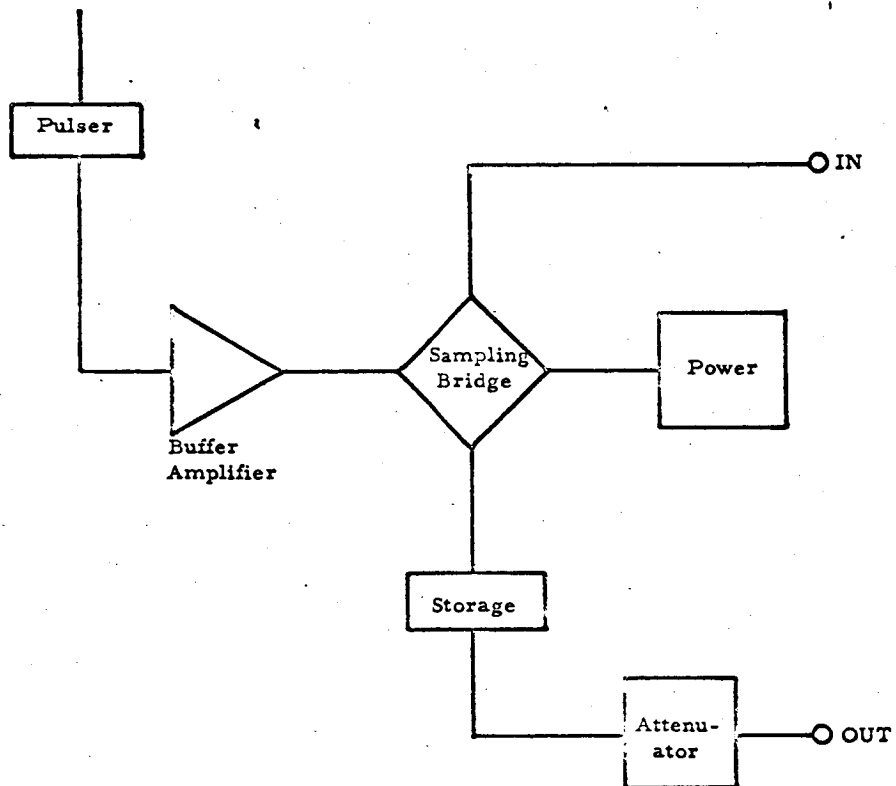 Pulser
IN
Sampling
Bridge
Power
Buffer
Amplifier
Storage
Attenu-
ator
OUT